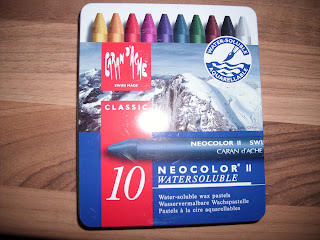 CARAN D'ACHE
SWISS MADE
WATER-SOLUBLE
AQUARELLABLE
CLASSIC
NEOCOLOR II SWI
CARAN d'ACHE
10
NEOCOLOR® II
WATERSOLUBLE
Water-soluble wax pastels
Wasservermalbare Wachspastelle
Pastels à la cire aquarellables